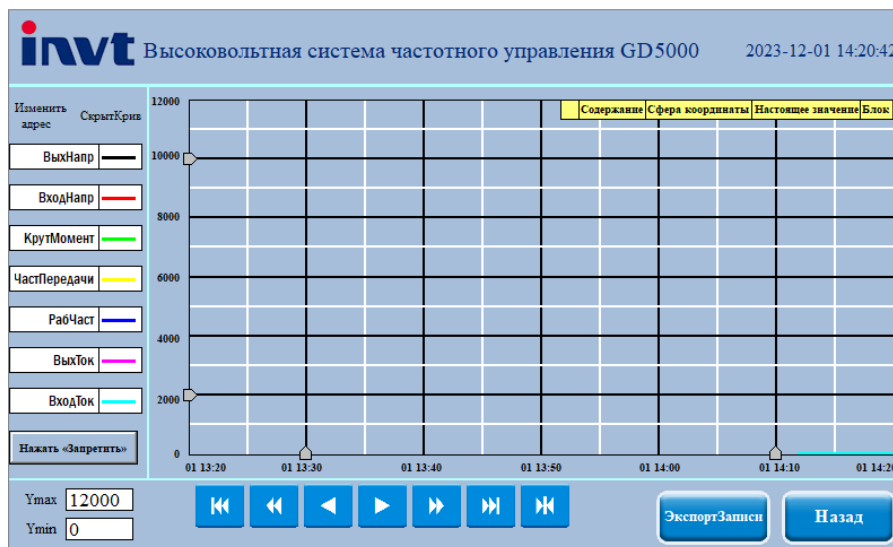 invt Высоковольтная система частотного управления GD5000 2023-12-01 14:20:42
Изменить адрес СкрытКрив
ВыхНапр
ВходНапр
КрутМомент
ЧастПередачи
РабЧаст
ВыхТок
ВходТок
Нажать «Запретить»
Содержание Сфера координаты Настоящее значение Блок
12000
10000
8000
6000
4000
2000
0
01 13:20 01 13:30 01 13:40 01 13:50 01 14:00 01 14:10 01 14:20
Ymax 12000
Ymin 0
ЭкспортЗаписи Назад